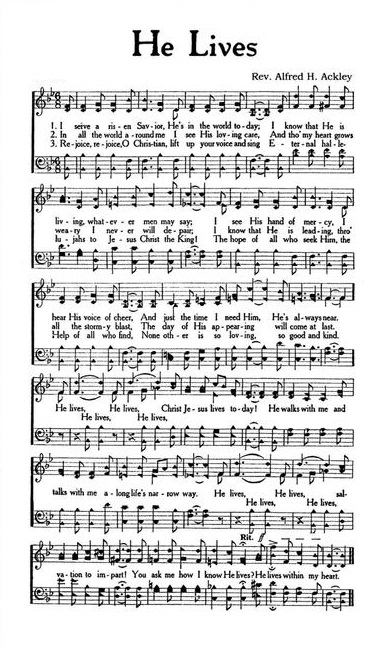 He Lives
Rev. Alfred H. Ackley
1. I seive a ris-en Sav-ior, He's in the world to-day; I know that He is
2. In all the world a-round me I see His lov-ing care, And tho' my heart grows
3. Re-joice, re-joice, O Chris-tian, lift up your voice and sing E-ter-nal hal-le-
liv-ing, what-ev-er men may say; I see His hand of mer-cy, I
wea-ry I nev-er will de-pair; I know that He is lead-ing, thro'
lu-jahs to Je-sus Christ the King! The hope of all who seek Him, the
hear His voice of cheer, And just the time I need Him, He's al-ways near.
all the storm-y blast, The day of His ap-pear-ing will come at last.
Help of all who find, None oth-er is so lov-ing, so good and kind.
He lives, He lives, Christ Je-sus lives to-day! He walks with me and
He lives, He lives,
talks with me a-long life's nar-row way. He lives, He lives, sal-
He lives, He lives,
Rit. ff
va-tion to im-part! You ask me how I know He lives? He lives within my heart.